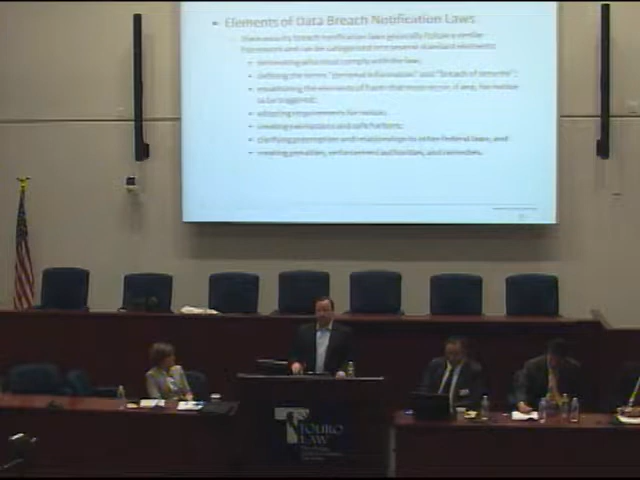 • Elements of Data Breach Notification Laws
Data security breach notification laws generally follow a similar
framework and can be categorized into several standard elements:
• delineating who must comply with the law;
• defining the terms "personal information" and "breach of security";
• establishing the elements of harm that must occur, if any, for notice
to be triggered;
• adopting requirements for notice;
• creating exemptions and safe harbors;
• clarifying preemption and relationships to other federal laws; and
• creating penalties, enforcement authorities, and remedies.
TOURO
LAW